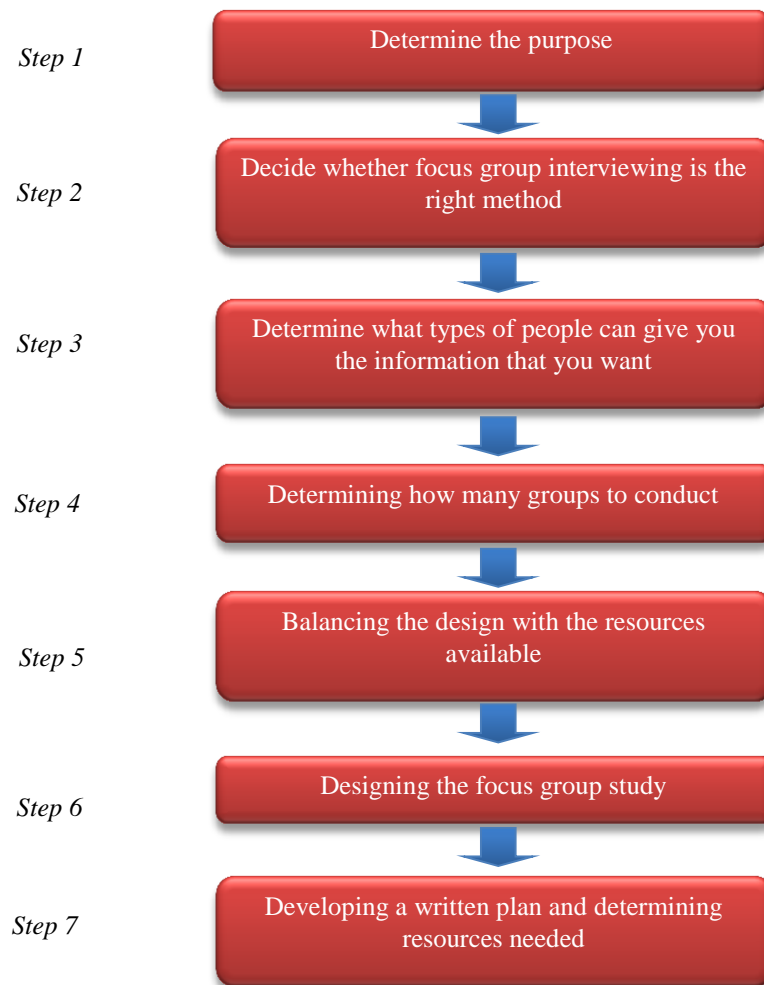 Step 1
Determine the purpose
Step 2
Decide whether focus group interviewing is the
right method
Step 3
Determine what types of people can give you
the information that you want
Step 4
Determining how many groups to conduct
Step 5
Balancing the design with the resources
available
Step 6
Designing the focus group study
Step 7
Developing a written plan and determining
resources needed